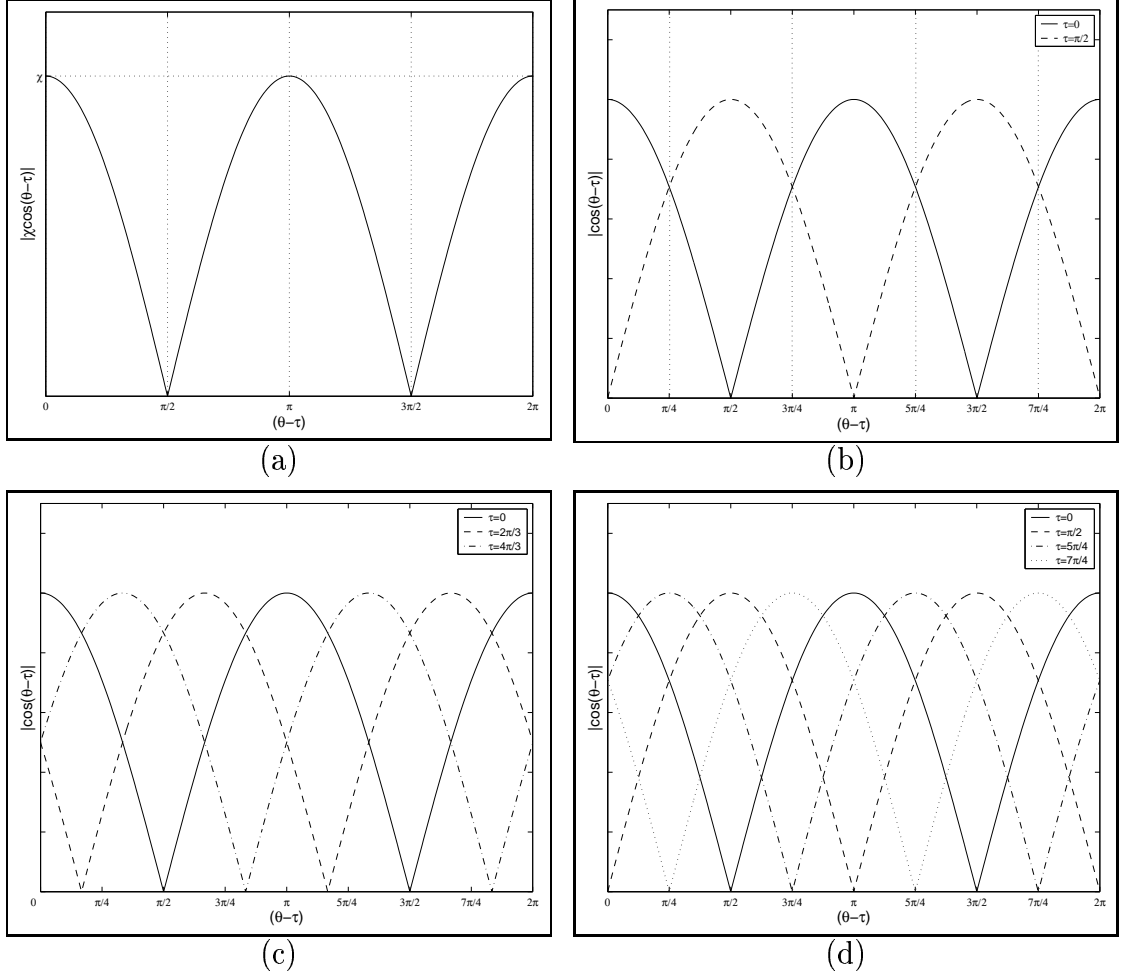 χ
|χcos(θ−τ)|
0 π/2 π 3π/2 2π
(θ−τ)
(a)
τ=0
τ=π/2
|cos(θ−τ)|
0 π/4 π/2 3π/4 π 5π/4 3π/2 7π/4 2π
(θ−τ)
(b)
τ=0
τ=2π/3
τ=4π/3
|cos(θ−τ)|
0 π/4 π/2 3π/4 π 5π/4 3π/2 7π/4 2π
(θ−τ)
(c)
τ=0
τ=π/2
τ=5π/4
τ=7π/4
|cos(θ−τ)|
0 π/4 π/2 3π/4 π 5π/4 3π/2 7π/4 2π
(θ−τ)
(d)